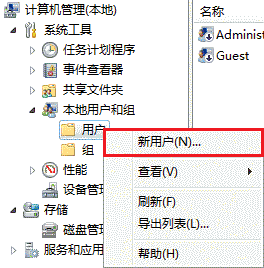 计算机管理(本地)
名称
系统工具
任务计划程序
Administ
事件查看器
Guest
共享文件夹
本地用户和组
用户
新用户(N)...
组
性能
查看(V)
设备管理
刷新(F)
存储
导出列表(L)...
磁盘管理
服务和应用
帮助(H)